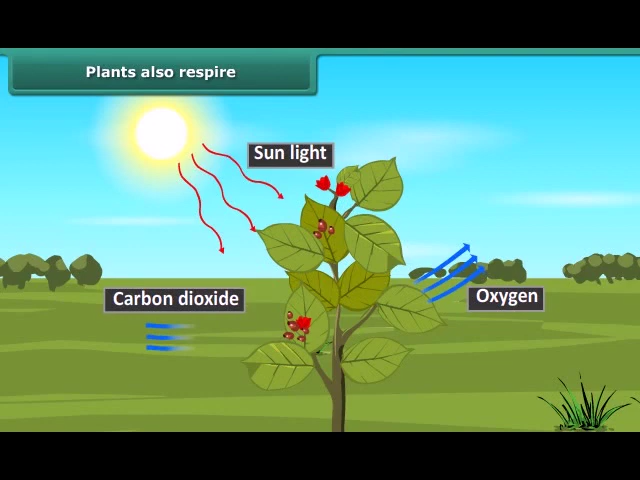 Plants also respire
Sun light
Carbon dioxide
Oxygen